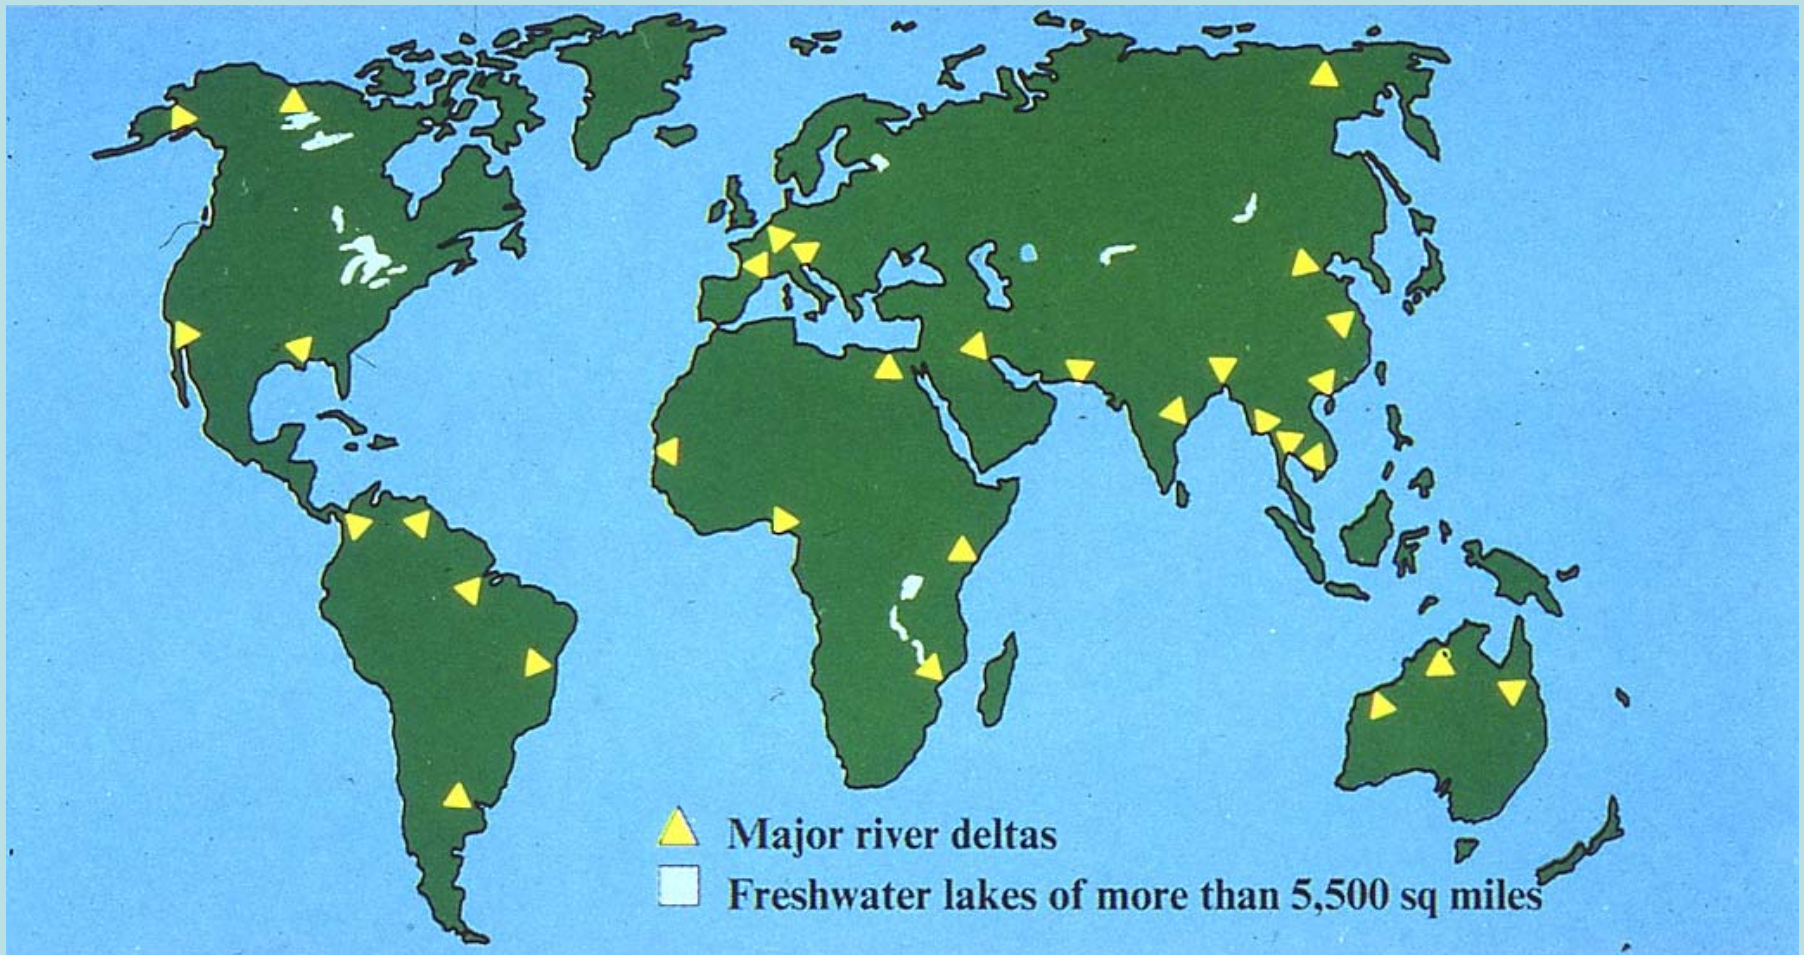 Major river deltas
Freshwater lakes of more than 5,500 sq miles